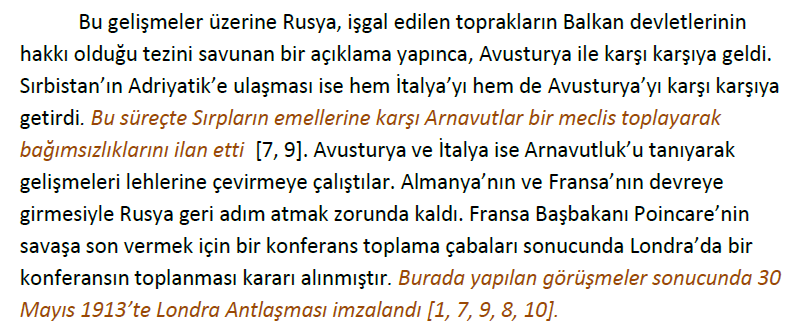 Bu gelişmeler üzerine Rusya, işgal edilen toprakların Balkan devletlerinin
hakkı olduğu tezini savunan bir açıklama yapınca, Avusturya ile karşı karşıya geldi.
Sırbistan’ın Adriyatik’e ulaşması ise hem İtalya’yı hem de Avusturya’yı karşı karşıya
getirdi. Bu süreçte Sırpların emellerine karşı Arnavutlar bir meclis toplayarak
bağımsızlıklarını ilan etti [7, 9]. Avusturya ve İtalya ise Arnavutluk’u tanıyarak
gelişmeleri lehlerine çevirmeye çalıştılar. Almanya’nın ve Fransa’nın devreye
girmesiyle Rusya geri adım atmak zorunda kaldı. Fransa Başbakanı Poincare’nin
savaşa son vermek için bir konferans toplama çabaları sonucunda Londra’da bir
konferansın toplanması kararı alınmıştır. Burada yapılan görüşmeler sonucunda 30
Mayıs 1913’te Londra Antlaşması imzalandı [1, 7, 9, 8, 10].